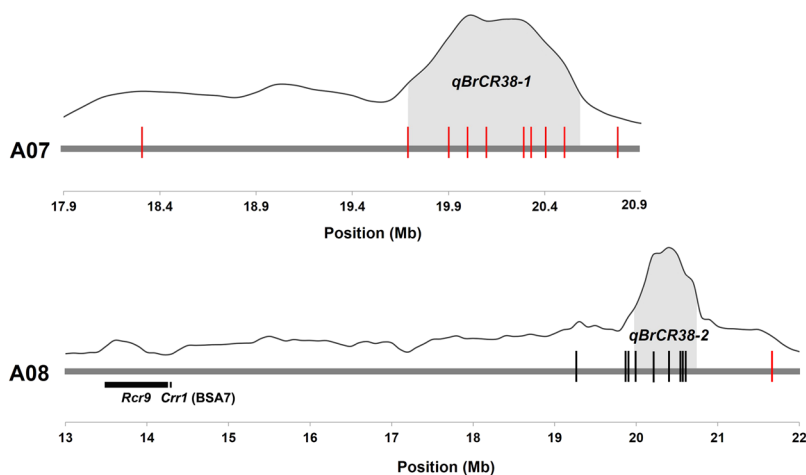 qBrCR38-1
A07
17.9 18.4 18.9 19.4 19.9 20.4 20.9
Position (Mb)
qBrCR38-2
A08
Rcr9 Crr1 (BSA7)
13 14 15 16 17 18 19 20 21 22
Position (Mb)